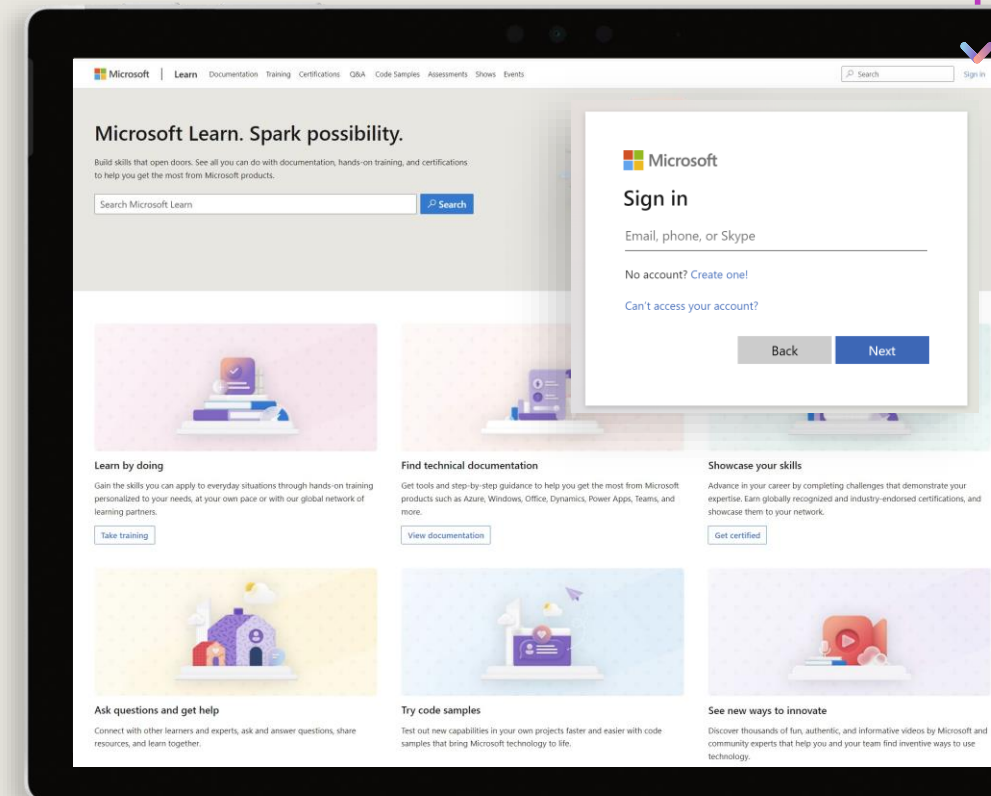 Microsoft | Learn Documentation Training Certifications Q&A Code Samples Assessments Shows Events Search Sign in
Microsoft Learn. Spark possibility.
Build skills that open doors. See all you can do with documentation, hands-on training, and certifications
to help you get the most from Microsoft products.
Search Microsoft Learn Search
Microsoft
Sign in
Email, phone, or Skype
No account? Create one!
Can't access your account?
Back Next
Learn by doing
Gain the skills you can apply to everyday situations through hands-on training
personalized to your needs, at your own pace or with our global network of
learning partners.
Take training
Find technical documentation
Get tools and step-by-step guidance to help you get the most from Microsoft
products such as Azure, Windows, Office, Dynamics, Power Apps, Teams, and
more.
View documentation
Showcase your skills
Advance in your career by completing challenges that demonstrate your
expertise. Earn globally recognized and industry-endorsed certifications, and
showcase them to your network.
Get certified
Ask questions and get help
Connect with other learners and experts, ask and answer questions, share
resources, and learn together.
Try code samples
Test out new capabilities in your own projects faster and easier with code
samples that bring Microsoft technology to life.
See new ways to innovate
Discover thousands of fun, authentic, and informative videos by Microsoft and
community experts that help you and your team find inventive ways to use
technology.